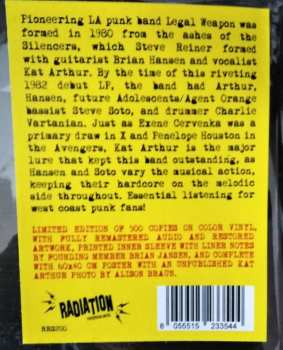 Pioneering LA punk band Legal Weapon was
formed in 1980 from the ashes of the
Silencers, which Steve Reiner formed
with guitarist Brian Hansen and vocalist
Kat Arthur. By the time of this riveting
1982 debut LP, the band had Arthur,
Hansen, future Adolescents/Agent Orange
bassist Steve Soto, and drummer Charlie
Vartanian. Just as Exene Cervenka was a
primary draw in X and Penelope Houston in
the Avengers, Kat Arthur is the major
lure that kept this band outstanding, as
Hansen and Soto vary the musical action,
keeping their hardcore on the melodic
side throughout. Essential listening for
west coast punk fans!
LIMITED EDITION OF 300 COPIES ON COLOR VINYL,
WITH FULLY REMASTERED AUDIO AND RESTORED
ARTWORK, PRINTED INNER SLEEVE WITH LINER NOTES
BY FOUNDING MEMBER BRIAN HANSEN, AND COMPLETE
WITH 60x40 CM POSTER WITH AN UNPUBLISHED KAT
ARTHUR PHOTO BY ALISON BRAUN.
RADIATION
8 055515 233544